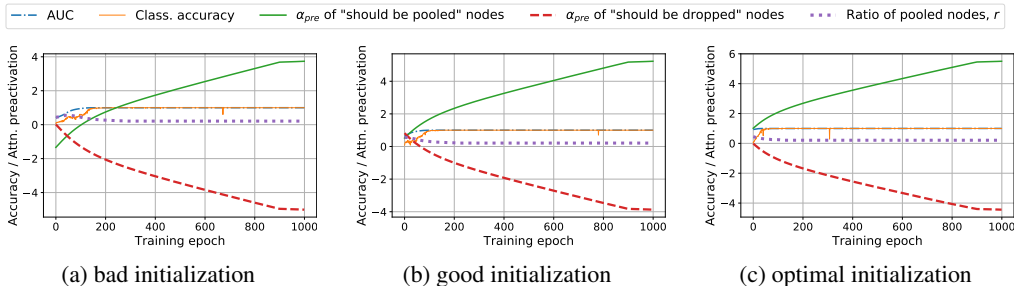 AUC Class. accuracy α_pre of "should be pooled" nodes α_pre of "should be dropped" nodes Ratio of pooled nodes, r
Accuracy / Attn. preactivation
4
2
0
−2
−4
0 200 400 600 800 1000
Training epoch
(a) bad initialization
Accuracy / Attn. preactivation
4
2
0
−2
−4
0 200 400 600 800 1000
Training epoch
(b) good initialization
Accuracy / Attn. preactivation
6
4
2
0
−2
−4
0 200 400 600 800 1000
Training epoch
(c) optimal initialization